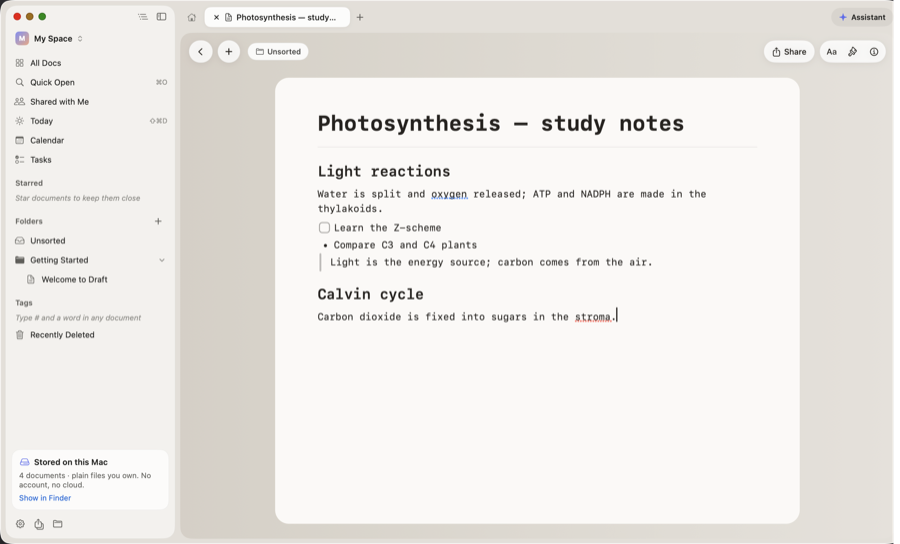 Photosynthesis — study...
Assistant
M My Space
All Docs
Quick Open ⌘O
Shared with Me
Today ⇧⌘D
Calendar
Tasks
Starred
Star documents to keep them close
Folders
Unsorted
Getting Started
Welcome to Draft
Tags
Type # and a word in any document
Recently Deleted
Stored on this Mac
4 documents · plain files you own. No
account, no cloud.
Show in Finder
Unsorted
Share
Aa
Photosynthesis — study notes
Light reactions
Water is split and oxygen released; ATP and NADPH are made in the
thylakoids.
Learn the Z-scheme
• Compare C3 and C4 plants
Light is the energy source; carbon comes from the air.
Calvin cycle
Carbon dioxide is fixed into sugars in the stroma.